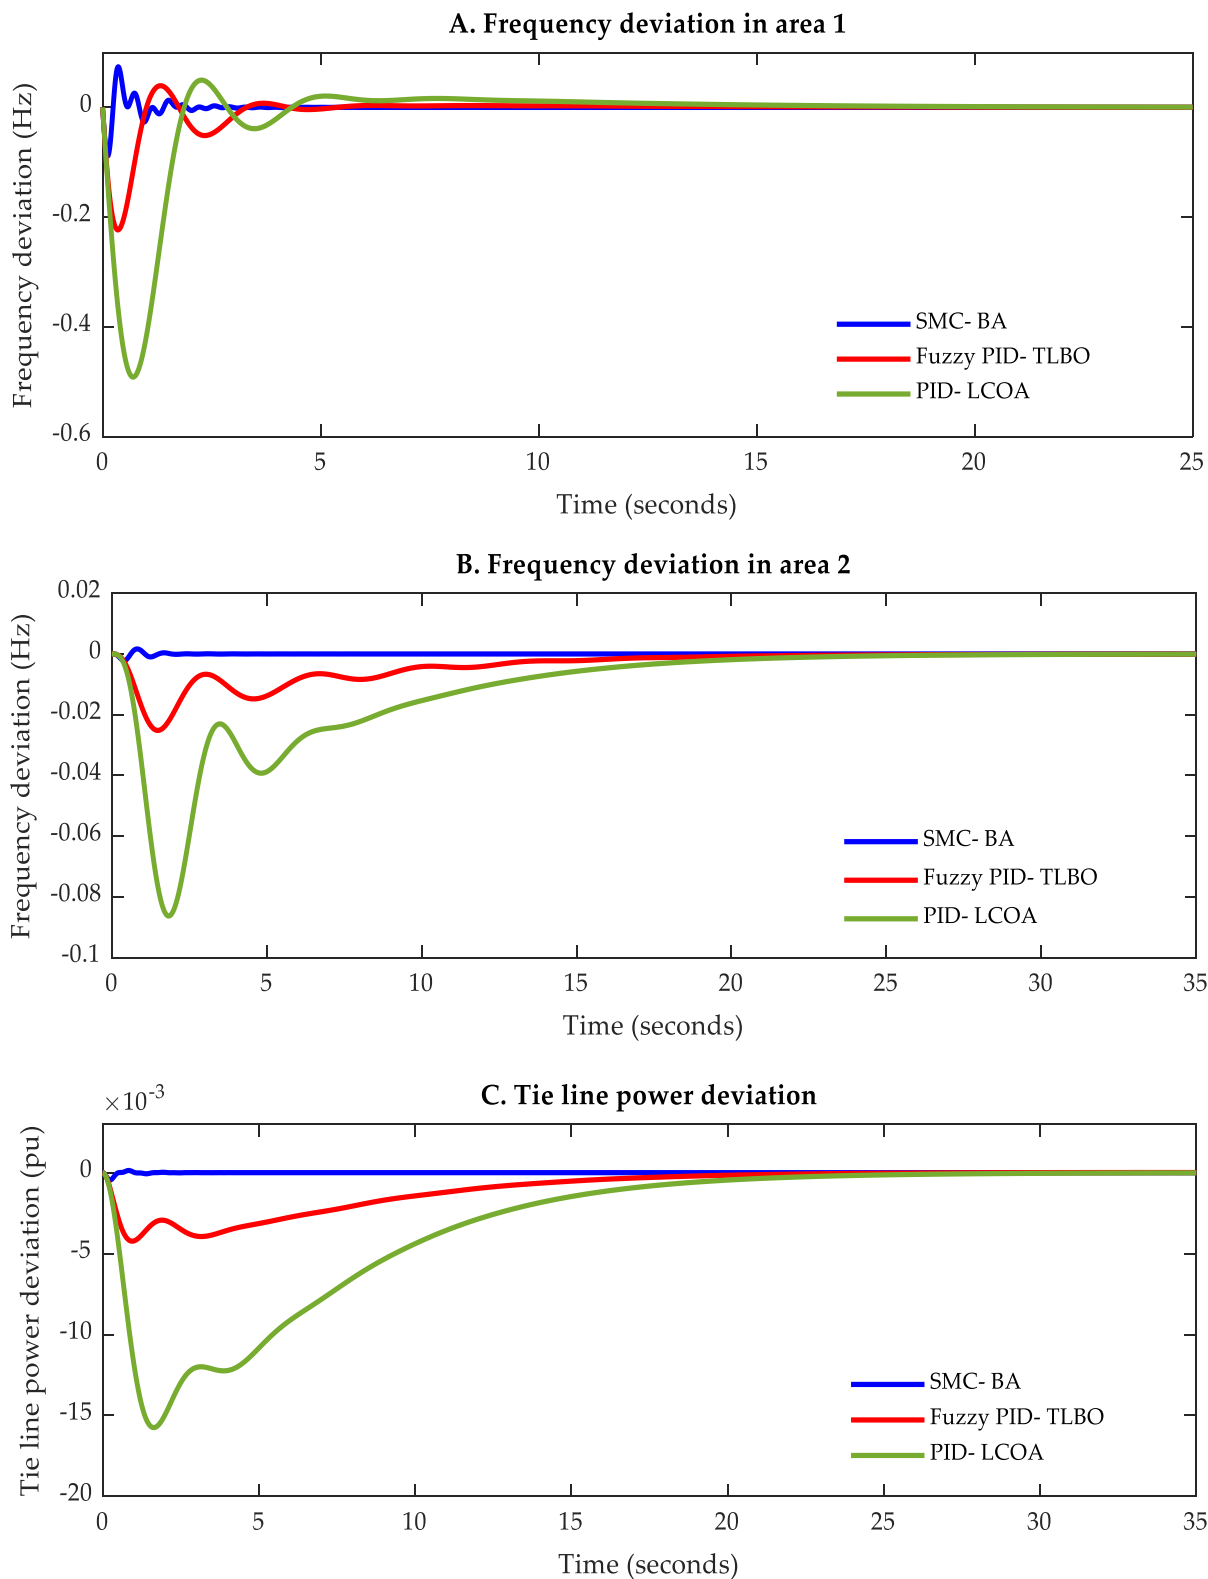 A. Frequency deviation in area 1
Frequency deviation (Hz)
0
-0.2
-0.4
-0.6
SMC- BA
Fuzzy PID- TLBO
PID- LCOA
0 5 10 15 20 25
Time (seconds)
B. Frequency deviation in area 2
Frequency deviation (Hz)
0.02
0
-0.02
-0.04
-0.06
-0.08
-0.1
SMC- BA
Fuzzy PID- TLBO
PID- LCOA
0 5 10 15 20 25 30 35
Time (seconds)
C. Tie line power deviation
×10-3
Tie line power deviation (pu)
0
-5
-10
-15
-20
SMC- BA
Fuzzy PID- TLBO
PID- LCOA
0 5 10 15 20 25 30 35
Time (seconds)